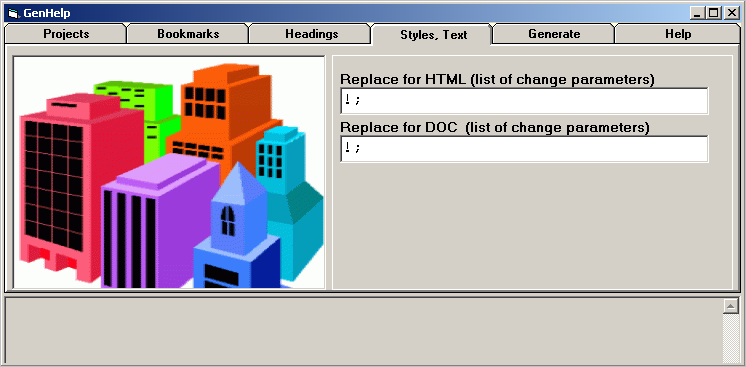 GenHelp
Projects Bookmarks Headings Styles, Text Generate Help
Replace for HTML (list of change parameters)
! ;
Replace for DOC (list of change parameters)
! ;